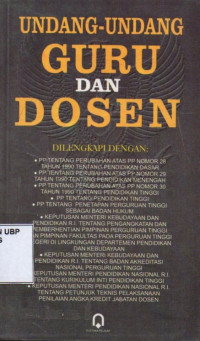 UNDANG-UNDANG
GURU
DAN
DOSEN
DILENGKAPI DENGAN:
• PP TENTANG PERUBAHAN ATAS PP NOMOR 28
TAHUN 1990 TENTANG PENDIDIKAN DASAR
• PP TENTANG PERUBAHAN ATAS PP NOMOR 29
TAHUN 1990 TENTANG PENDIDIKAN MENENGAH
• PP TENTANG PERUBAHAN ATAS PP NOMOR 30
TAHUN 1990 TENTANG PENDIDIKAN TINGGI
• PP TENTANG PENDIDIKAN TINGGI
• PP TENTANG PENETAPAN PERGURUAN TINGGI
SEBAGAI BADAN HUKUM
• KEPUTUSAN MENTERI KEBUDAYAAN DAN
PENDIDIKAN R.I. TENTANG PENGANGKATAN DAN
PEMBERHENTIAN PIMPINAN PERGURUAN TINGGI
DAN PIMPINAN FAKULTAS PADA PERGURUAN TINGGI
NEGERI DI LINGKUNGAN DEPARTEMEN PENDIDIKAN
DAN KEBUDAYAAN
• KEPUTUSAN MENTERI KEBUDAYAAN DAN
PENDIDIKAN R.I. TENTANG BADAN AKREDITASI
NASIONAL PERGURUAN TINGGI
KEPUTUSAN MENTERI PENDIDIKAN NASIONAL R.I.
TENTANG KURIKULUM INTI PENDIDIKAN TINGGI
KEPUTUSAN MENTERI PENDIDIKAN NASIONAL R.I.
TENTANG PETUNJUK TEKNIS PELAKSANAAN
PENILAIAN ANGKA KREDIT JABATAN DOSEN
N UBP
G